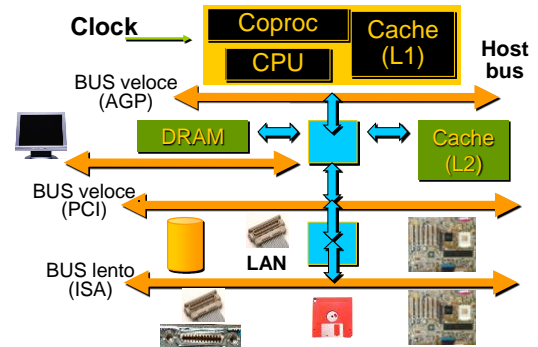 Clock
Coproc
CPU
Cache
(L1)
Host
bus
BUS veloce
(AGP)
DRAM
Cache
(L2)
BUS veloce
(PCI)
LAN
BUS lento
(ISA)